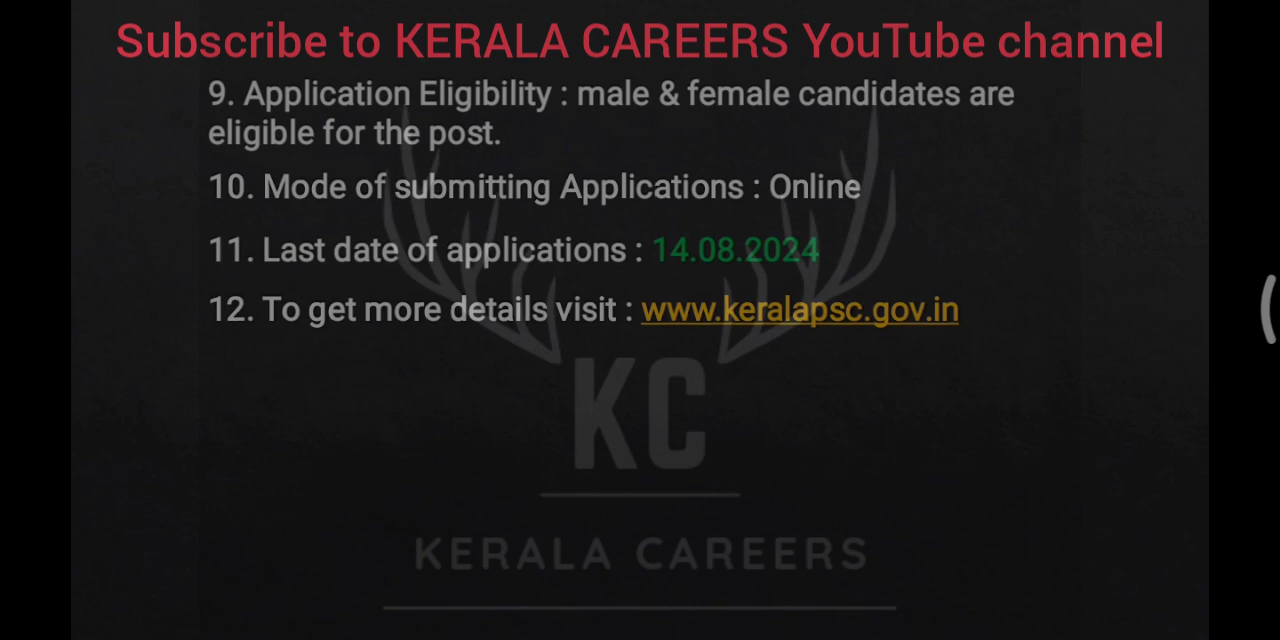 Subscribe to KERALA CAREERS YouTube channel
9. Application Eligibility : male & female candidates are
eligible for the post.
10. Mode of submitting Applications : Online
11. Last date of applications : 14.08.2024
12. To get more details visit : www.keralapsc.gov.in
KC
KERALA CAREERS